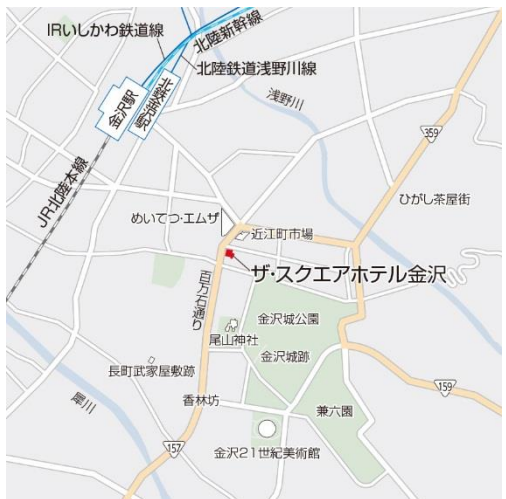 IRいしかわ鉄道線
北陸新幹線
北陸鉄道浅野川線
金沢駅
北鉄金沢駅
JR北陸本線
浅野川
359
ひがし茶屋街
めいてつ・エムザ
近江町市場
ザ・スクエアホテル金沢
百万石通り
金沢城公園
尾山神社
金沢城跡
長町武家屋敷跡
159
香林坊
兼六園
犀川
157
金沢21世紀美術館